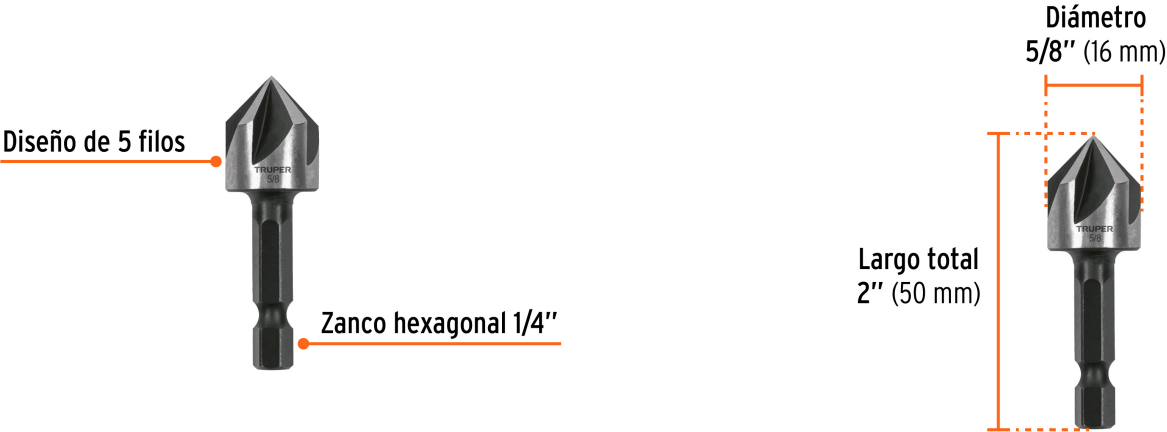 Diseño de 5 filos
TRUPER
5/8
Zanco hexagonal 1/4”
Diámetro
5/8” (16 mm)
Largo total
2” (50 mm)
TRUPER
5/8